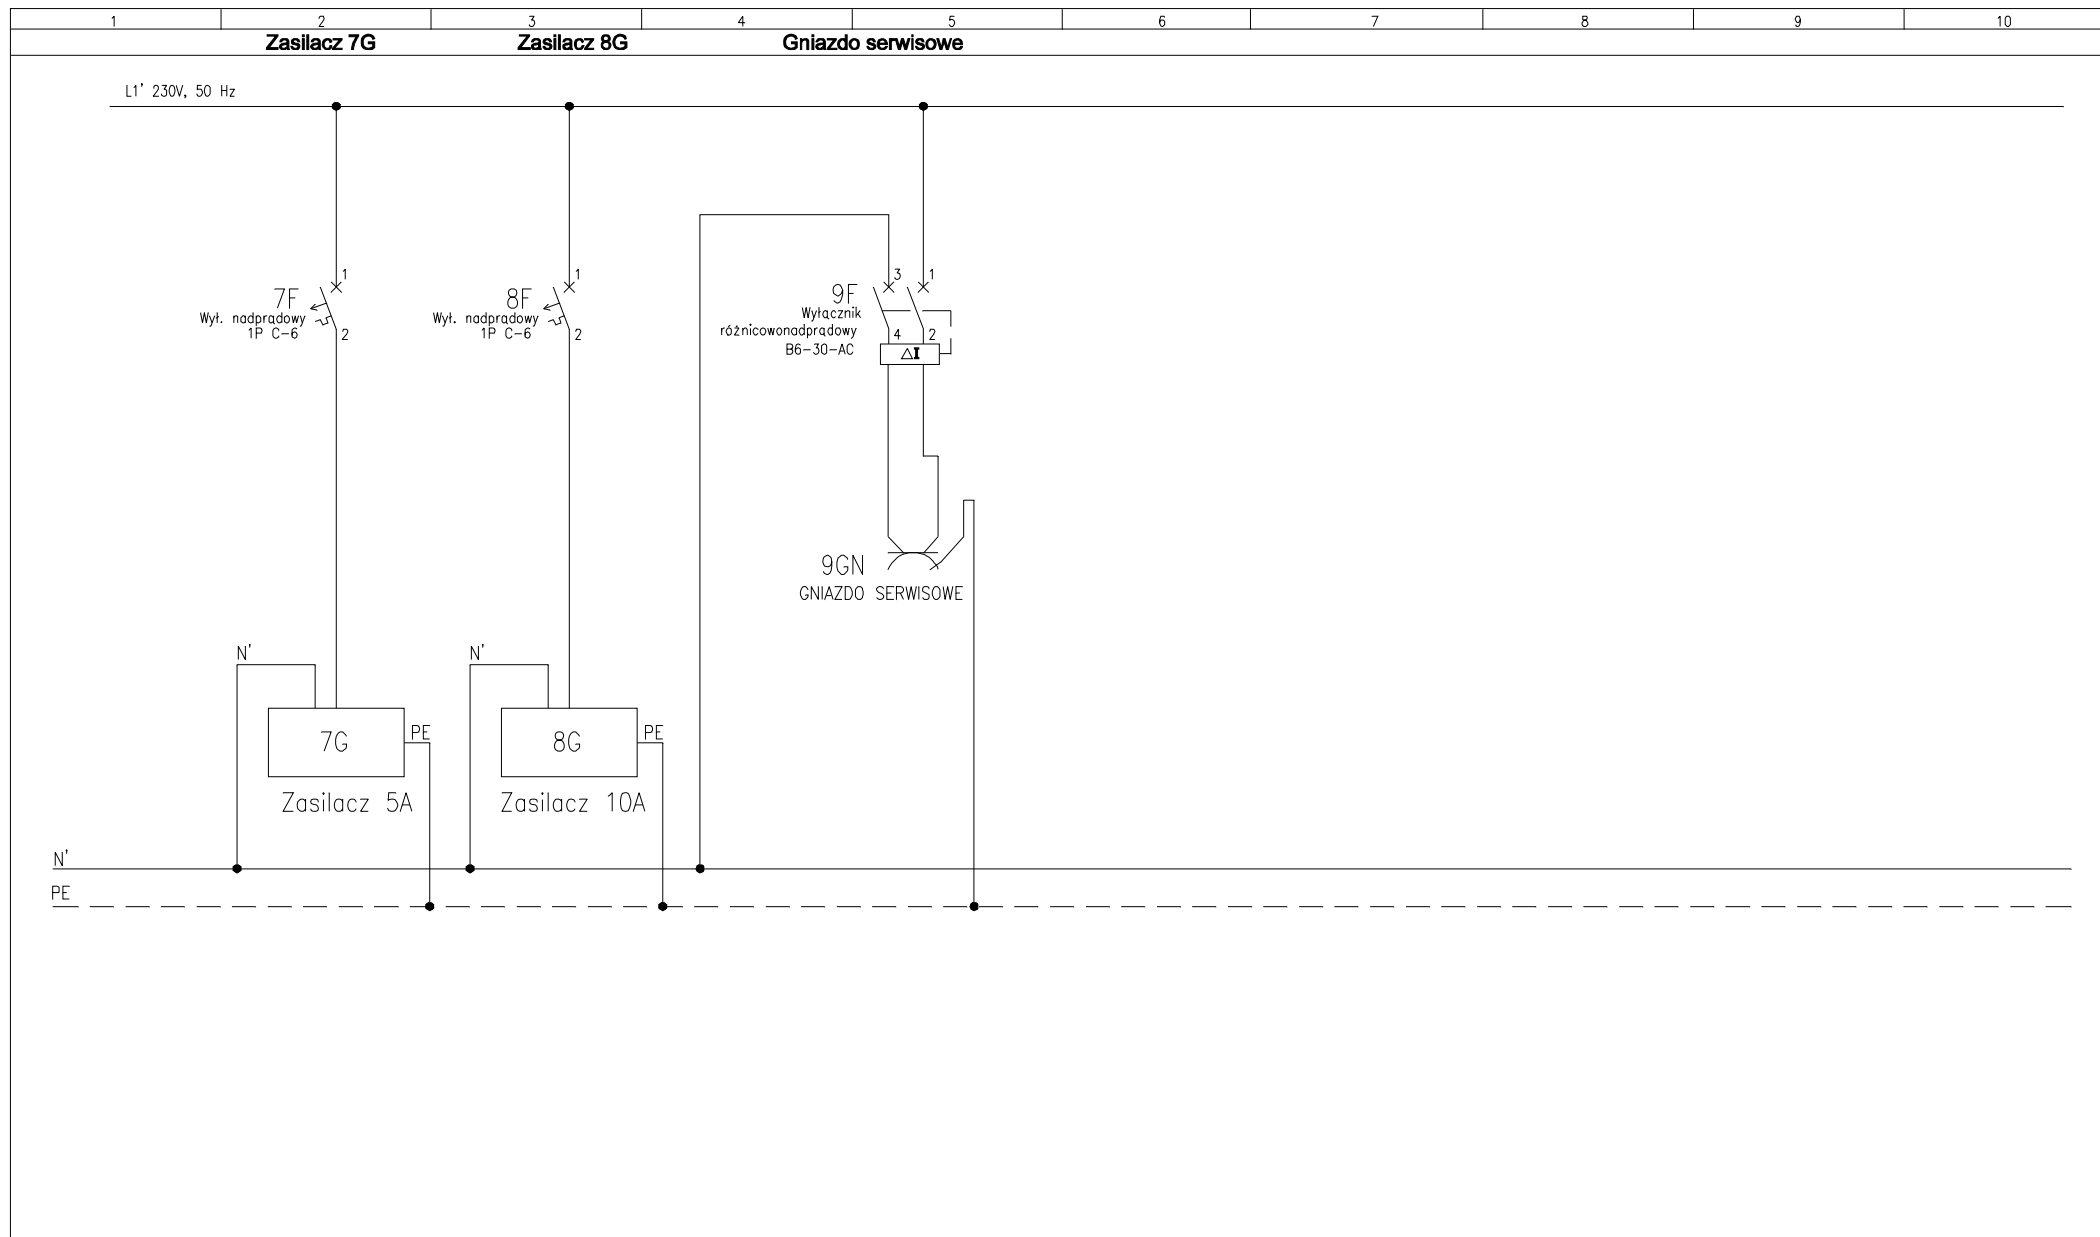 1 2 3 4 5 6 7 8 9 10
Zasilacz 7G Zasilacz 8G Gniazdo serwisowe
L1' 230V, 50 Hz
1
7F
Wył. nadprądowy
1P C-6
2
1
8F
Wył. nadprądowy
1P C-6
2
3 1
9F
Wyłącznik
różnicowonadprądowy
B6-30-AC
4 2
△I
9GN
GNIAZDO SERWISOWE
N'
7G
PE
Zasilacz 5A
N'
8G
PE
Zasilacz 10A
N'
PE